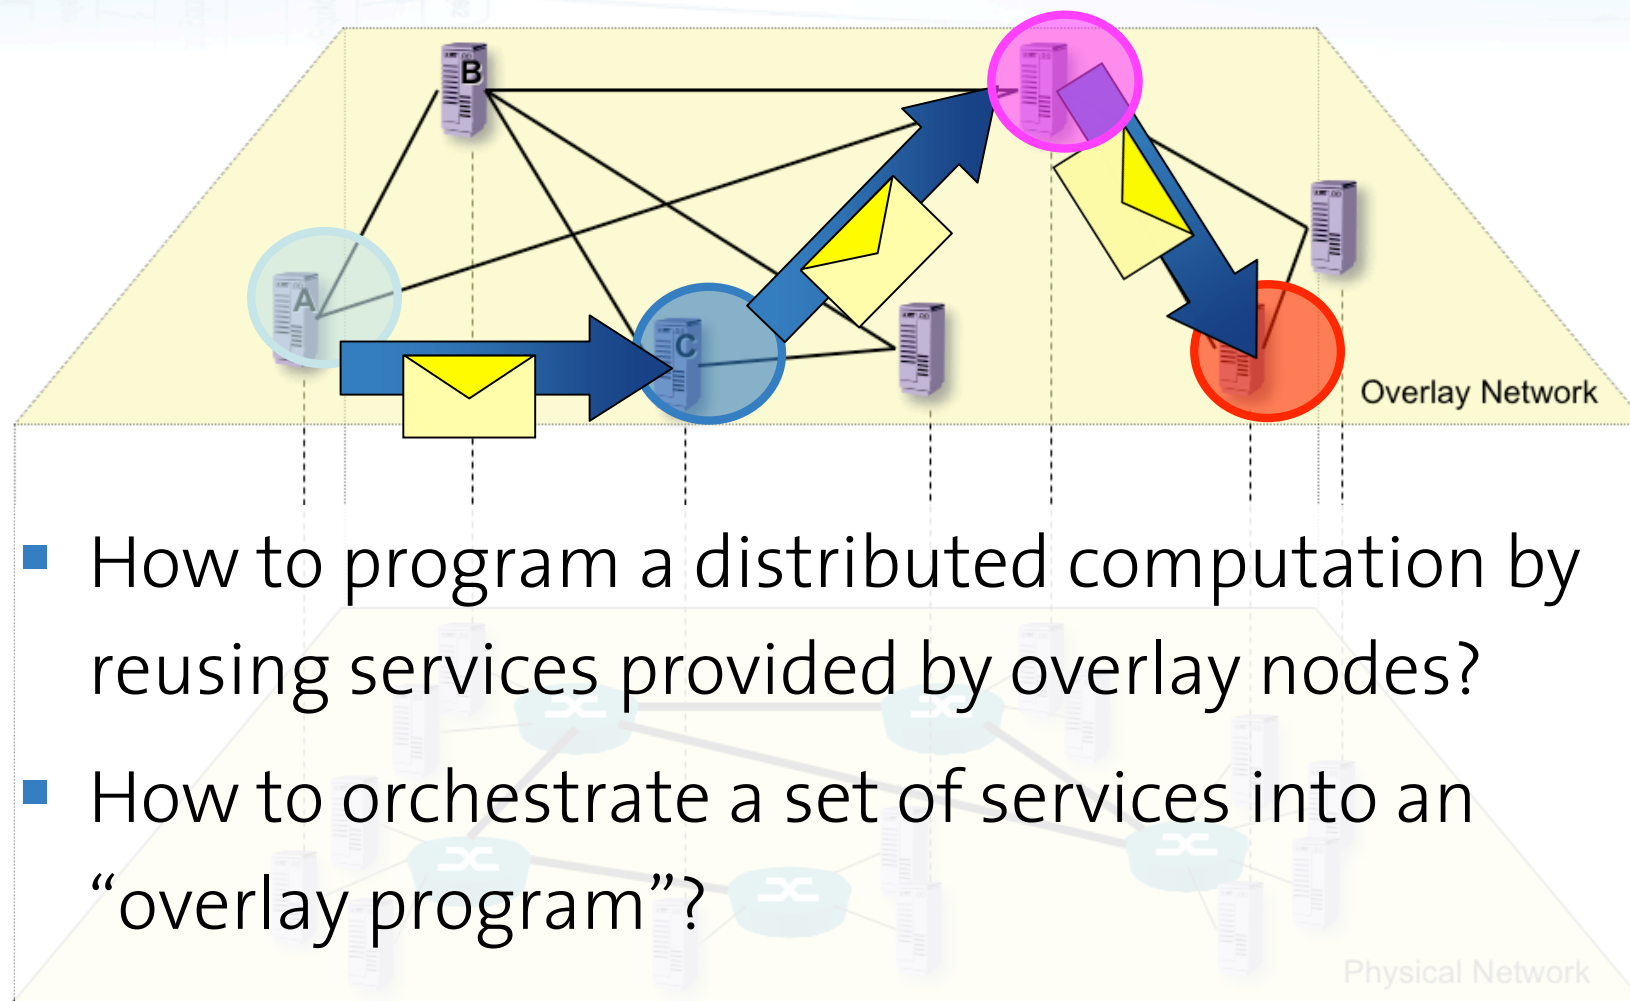 B
A
C
Overlay Network
How to program a distributed computation by
reusing services provided by overlay nodes?
How to orchestrate a set of services into an
“overlay program”?
Physical Network